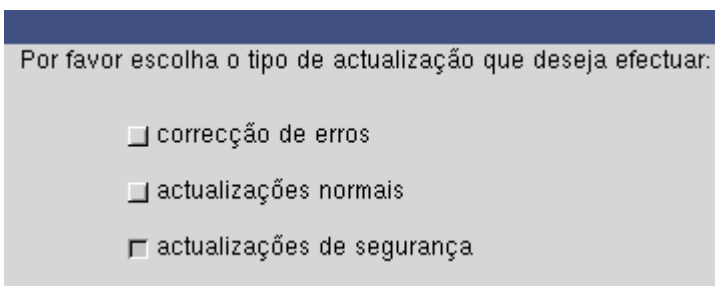 Por favor escolha o tipo de actualização que deseja efectuar:
correcção de erros
actualizações normais
actualizações de segurança